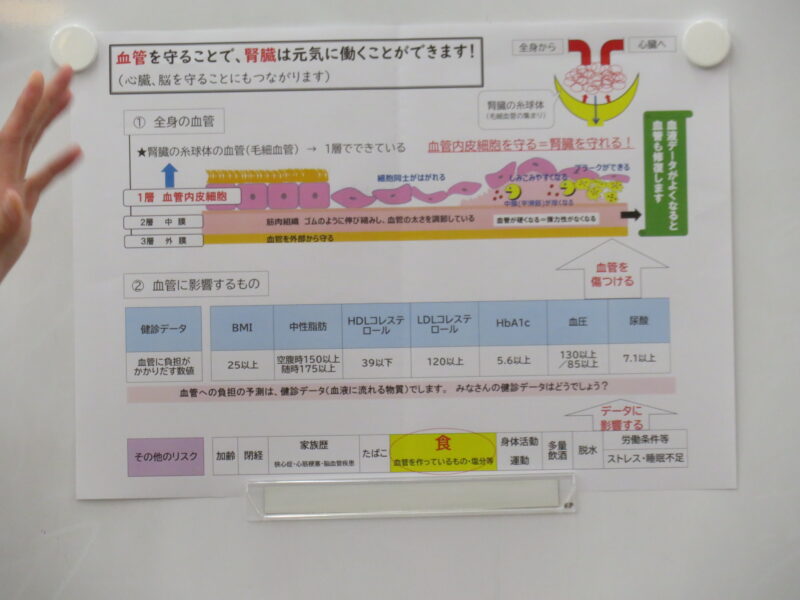 血管を守ることで、腎臓は元気に働くことができます!
(心臓、脳を守ることにもつながります)
全身から
心臓へ
腎臓の糸球体
(毛細血管の集まり)
① 全身の血管
★腎臓の糸球体の血管(毛細血管) → 1層でできている
血管内皮細胞を守る=腎臓を守れる!
血液データがよくなると
血管も修復します
細胞同士がはがれる
しみこみやすくなる
プラークができる
1層 血管内皮細胞
中膜(平滑筋)が厚くなる
2層 中 膜
筋肉組織 ゴムのように伸び縮みし、血管の太さを調節している
血管が硬くなる=弾力性がなくなる
3層 外 膜
血管を外部から守る
血管を
傷つける
② 血管に影響するもの
健診データ
BMI
中性脂肪
HDLコレステ
ロール
LDLコレステ
ロール
HbA1c
血圧
尿酸
血管に負担が
かかりだす数値
25以上
空腹時150以上
随時175以上
39以下
120以上
5.6以上
130以上
/85以上
7.1以上
血管への負担の予測は、健診データ(血液に流れる物質)でします。 みなさんの健診データはどうでしょう?
データに
影響する
その他のリスク
加齢
閉経
家族歴
狭心症・心筋梗塞・脳血管疾患
たばこ
食
血管を作っているもの・塩分等
身体活動
運動
多量
飲酒
脱水
労働条件等
ストレス・睡眠不足